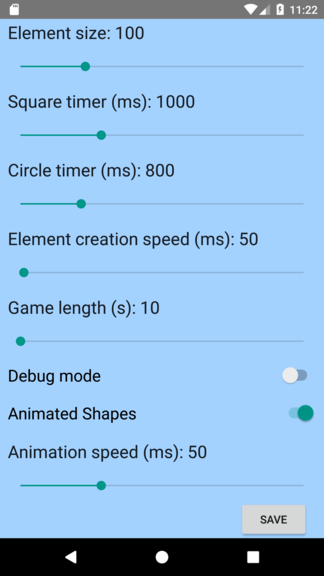 11:22
Element size: 100
Square timer (ms): 1000
Circle timer (ms): 800
Element creation speed (ms): 50
Game length (s): 10
Debug mode
Animated Shapes
Animation speed (ms): 50
SAVE